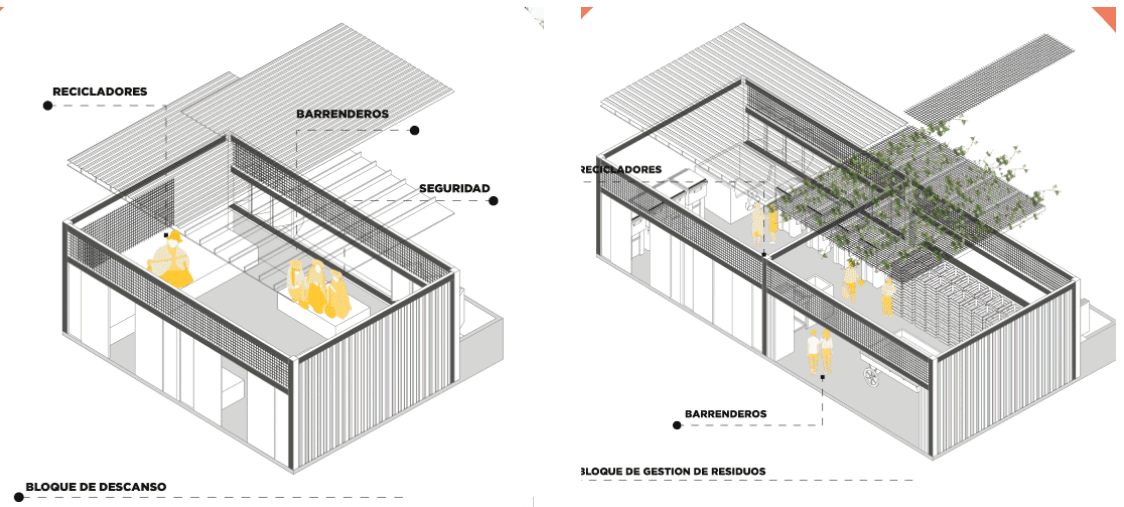 RECICLADORES
BARRENDEROS
SEGURIDAD
BLOQUE DE DESCANSO
RECICLADORES
BARRENDEROS
BLOQUE DE GESTION DE RESIDUOS